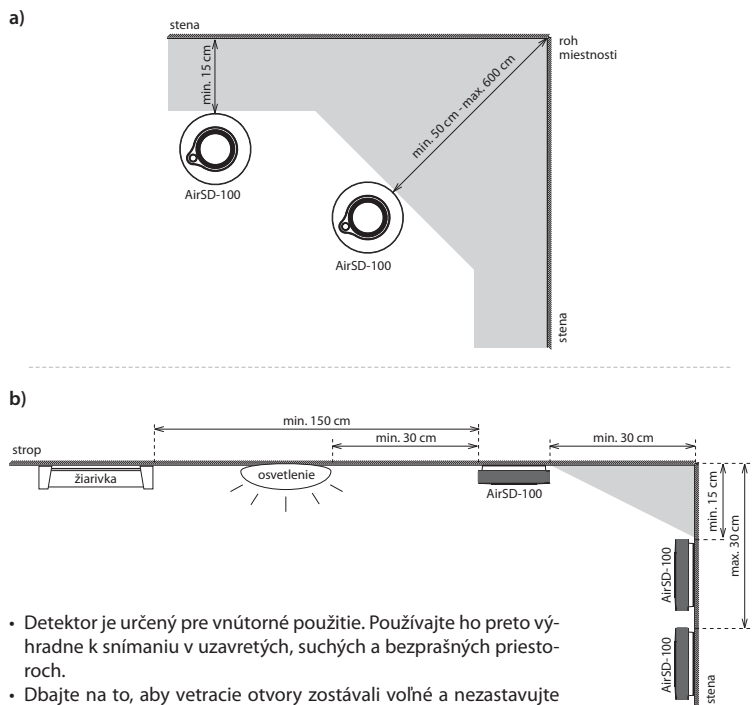 a)
stena
roh
miestnosti
min. 15 cm
min. 50 cm - max. 600 cm
AirSD-100
AirSD-100
stena
b)
min. 150 cm
min. 30 cm
min. 30 cm
strop
žiarivka
osvetlenie
AirSD-100
min. 15 cm
max. 30 cm
AirSD-100
AirSD-100
stena
• Detektor je určený pre vnútorné použitie. Používajte ho preto vý-
hradne k snímaniu v uzavretých, suchých a bezprašných priesto-
roch.
• Dbajte na to, aby vetracie otvory zostávali voľné a nezastavujte